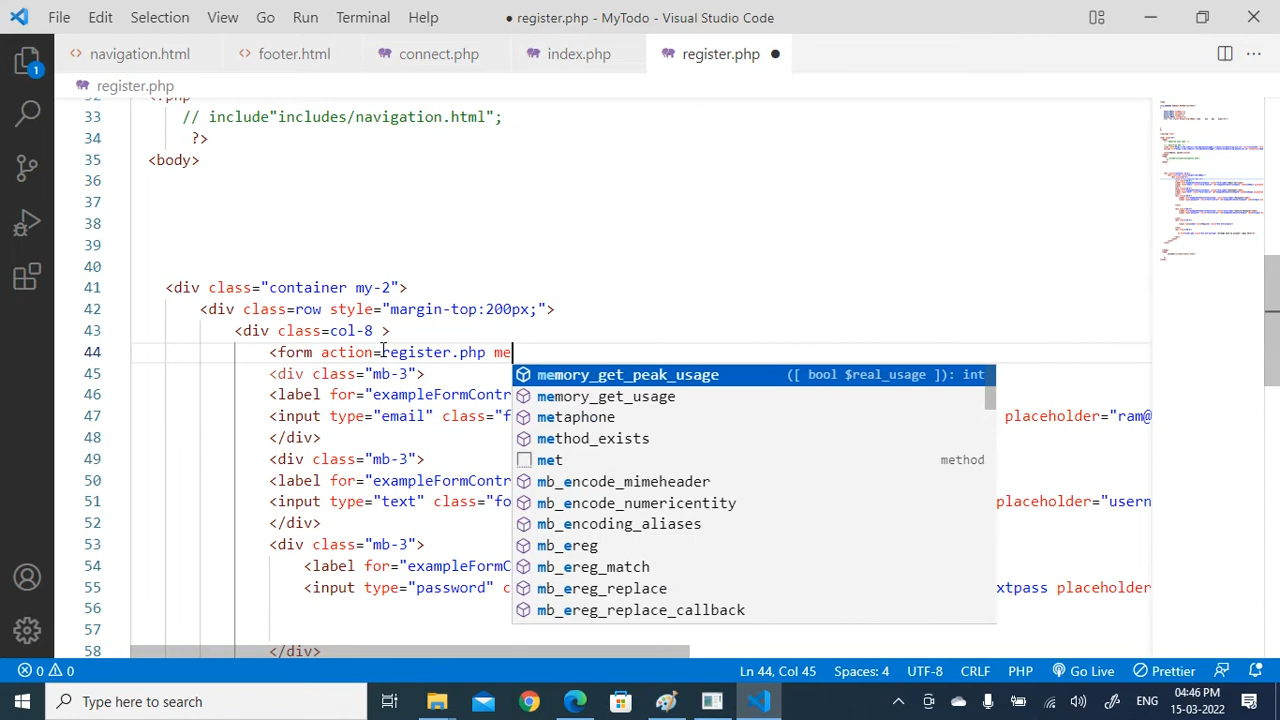 File Edit Selection View Go Run Terminal Help ● register.php - MyTodo - Visual Studio Code
navigation.html footer.html connect.php index.php register.php
1
register.php
32 <?php
33 // include"includes/navigation.html";
34 ?>
35 <body>
36
37
38
39
40
41 <div class="container my-2">
42 <div class=row style="margin-top:200px;">
43 <div class=col-8 >
44 <form action=register.php me
45 <div class="mb-3">
46 <label for="exampleFormContr
47 <input type="email" class="f placeholder="ram@
48 </div>
49 <div class="mb-3">
50 <label for="exampleFormC
51 <input type="text" class="fo placeholder="usern
52 </div>
53 <div class="mb-3">
54 <label for="exampleFormC
55 <input type="password" c xtpass placeholder=
56
57
58 </div>
memory_get_peak_usage ([ bool $real_usage ]): int
memory_get_usage
metaphone
method_exists
met method
mb_encode_mimeheader
mb_encode_numericentity
mb_encoding_aliases
mb_ereg
mb_ereg_match
mb_ereg_replace
mb_ereg_replace_callback
0 0 Ln 44, Col 45 Spaces: 4 UTF-8 CRLF PHP Go Live Prettier
Type here to search ENG 04:46 PM
15-03-2022